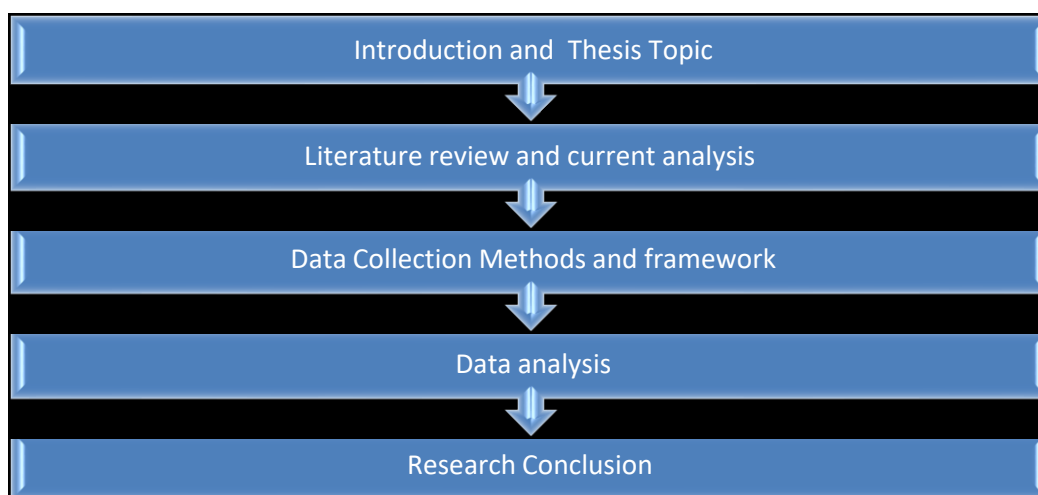 Introduction and  Thesis Topic
Literature review and current analysis
Data Collection Methods and framework
Data analysis
Research Conclusion